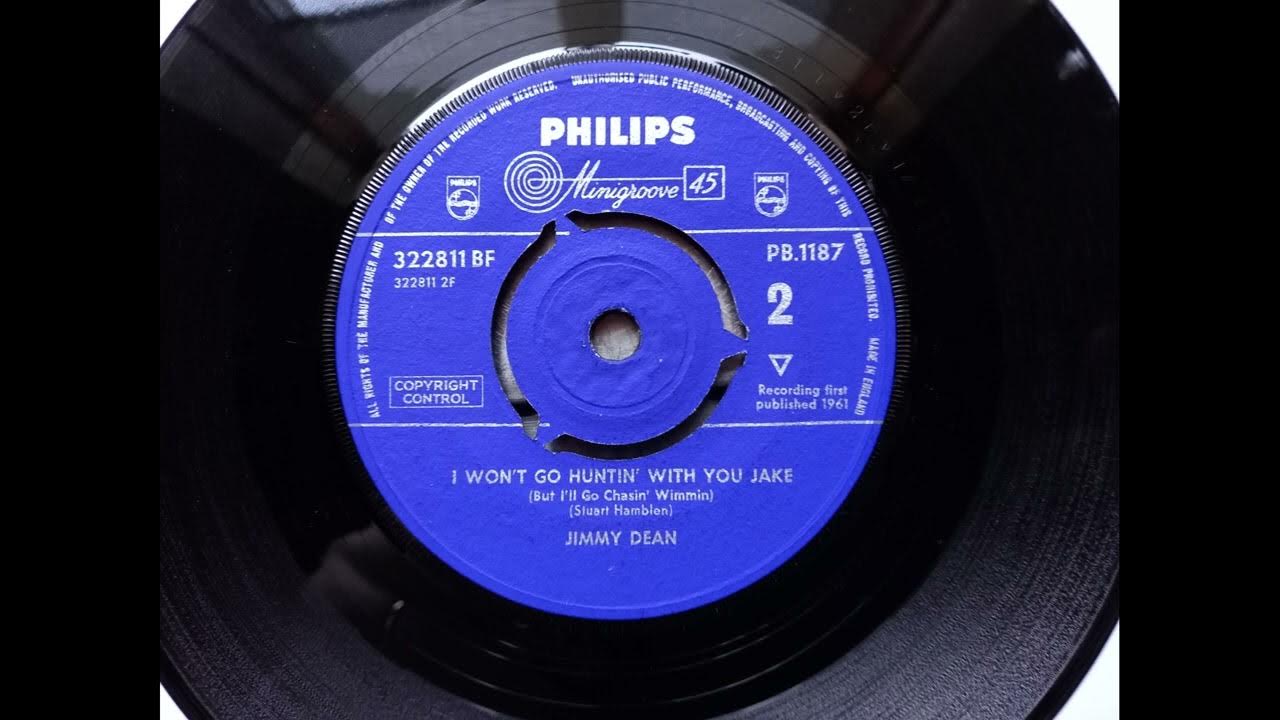 ALL RIGHTS OF THE MANUFACTURER AND OF THE OWNER OF THE RECORDED WORK RESERVED. UNAUTHORISED PUBLIC PERFORMANCE, BROADCASTING AND COPYING OF THIS RECORD PROHIBITED. MADE IN ENGLAND
PHILIPS
Minigroove 45
PHILIPS
PHILIPS
322811 BF
322811 2F
PB.1187
2
COPYRIGHT
CONTROL
Recording first
published 1961
I WON'T GO HUNTIN' WITH YOU JAKE
(But I'll Go Chasin' Wimmin)
(Stuart Hamblen)
JIMMY DEAN